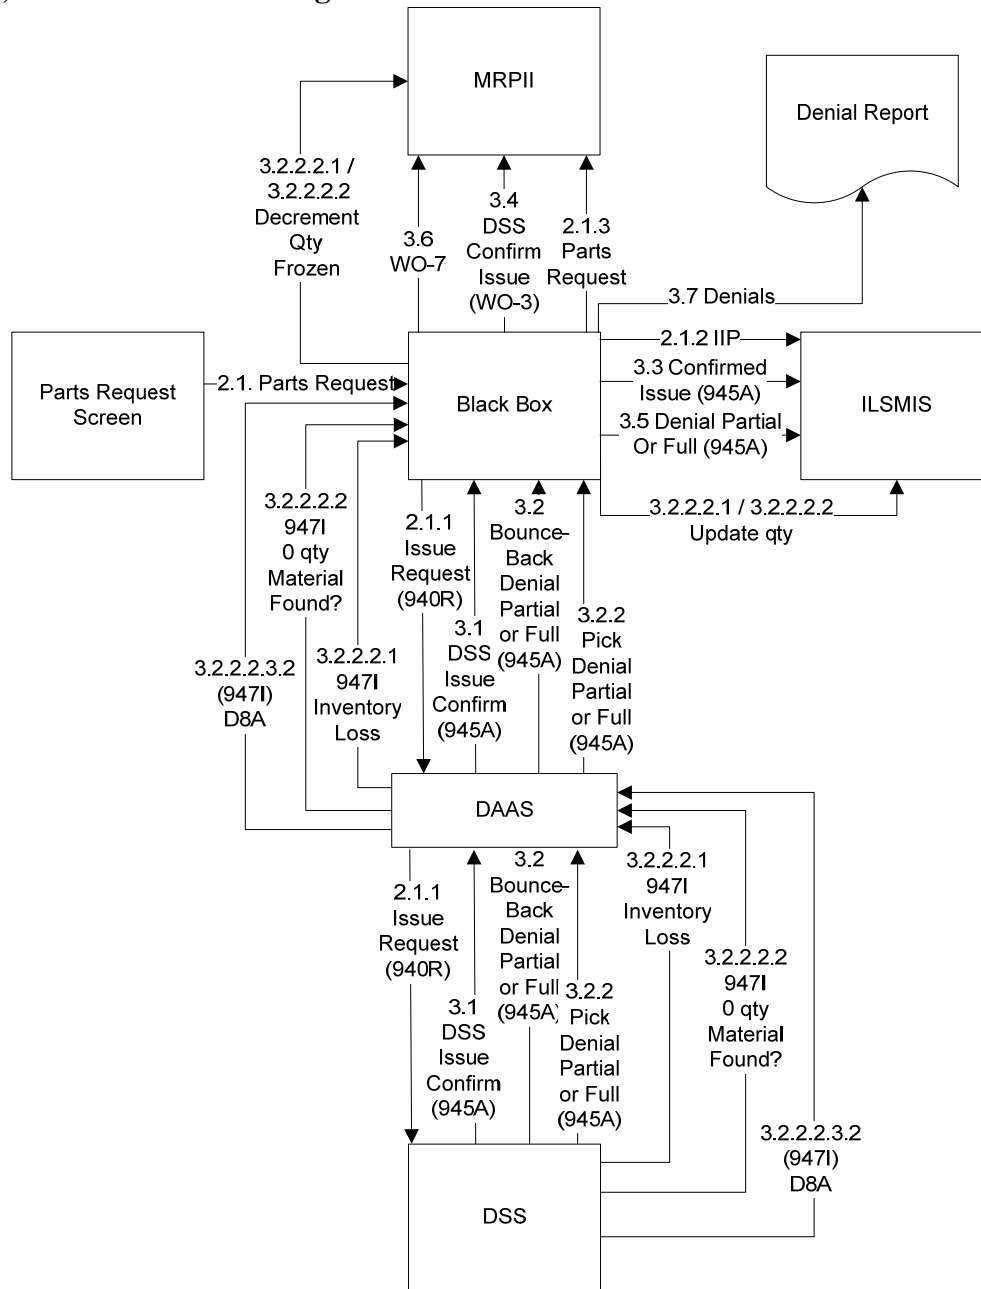 MRPII
Denial Report
3.2.2.2.1 /
3.2.2.2.2
Decrement
Qty
Frozen
3.6
WO-7
3.4
DSS
Confirm
Issue
(WO-3)
2.1.3
Parts
Request
3.7 Denials
Parts Request
Screen
2.1. Parts Request
Black Box
2.1.2 IIP
3.3 Confirmed
Issue (945A)
3.5 Denial Partial
Or Full (945A)
ILSMIS
3.2.2.2.1 / 3.2.2.2.2
Update qty
3.2.2.2.3.2
(947I)
D8A
3.2.2.2.2
947I
0 qty
Material
Found?
3.2.2.2.1
947I
Inventory
Loss
2.1.1
Issue
Request
(940R)
3.1
DSS
Issue
Confirm
(945A)
3.2
Bounce-
Back
Denial
Partial
or Full
(945A)
3.2.2
Pick
Denial
Partial
or Full
(945A)
DAAS
2.1.1
Issue
Request
(940R)
3.1
DSS
Issue
Confirm
(945A)
3.2
Bounce-
Back
Denial
Partial
or Full
(945A)
3.2.2
Pick
Denial
Partial
or Full
(945A)
3.2.2.2.1
947I
Inventory
Loss
3.2.2.2.2
947I
0 qty
Material
Found?
3.2.2.2.3.2
(947I)
D8A
DSS